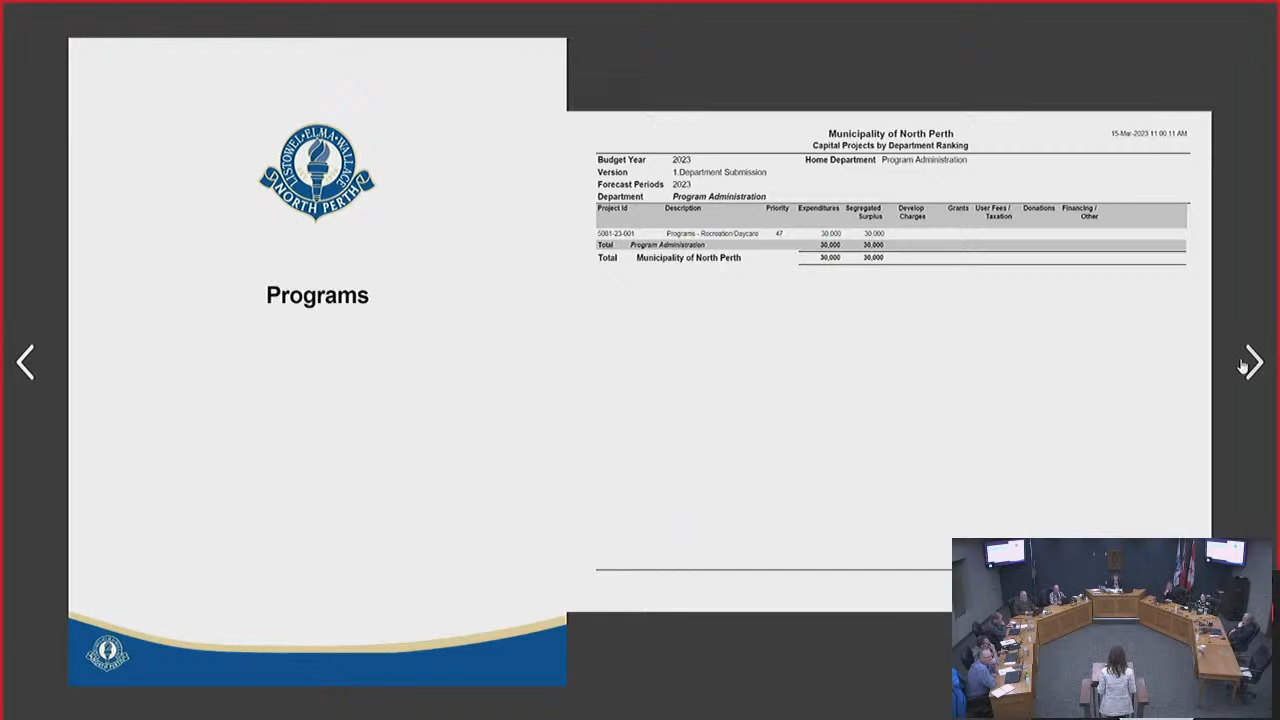 LISTOWEL · ELMA · WALLACE
NORTH PERTH
Programs
Municipality of North Perth
15-Mar-2023 11:00:11 AM
Capital Projects by Department Ranking
Budget Year 2023 Home Department Program Administration
Version 1.Department Submission
Forecast Periods 2023
Department Program Administration
Project Id Description Priority Expenditures Segregated Surplus Develop Charges Grants User Fees / Taxation Donations Financing / Other
5081-23-001 Programs - Recreation/Daycare 47 30,000 30,000
Total Program Administration 30,000 30,000
Total Municipality of North Perth 30,000 30,000
NORTH PERTH